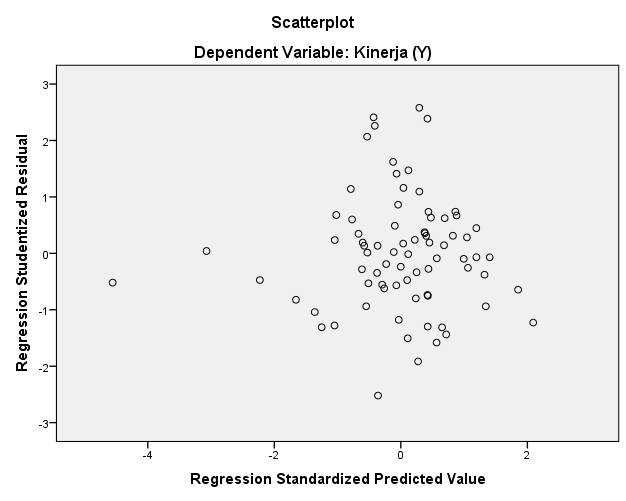 Scatterplot
Dependent Variable: Kinerja (Y)
Regression Studentized Residual
3
2
1
0
-1
-2
-3
-4
-2
0
2
Regression Standardized Predicted Value